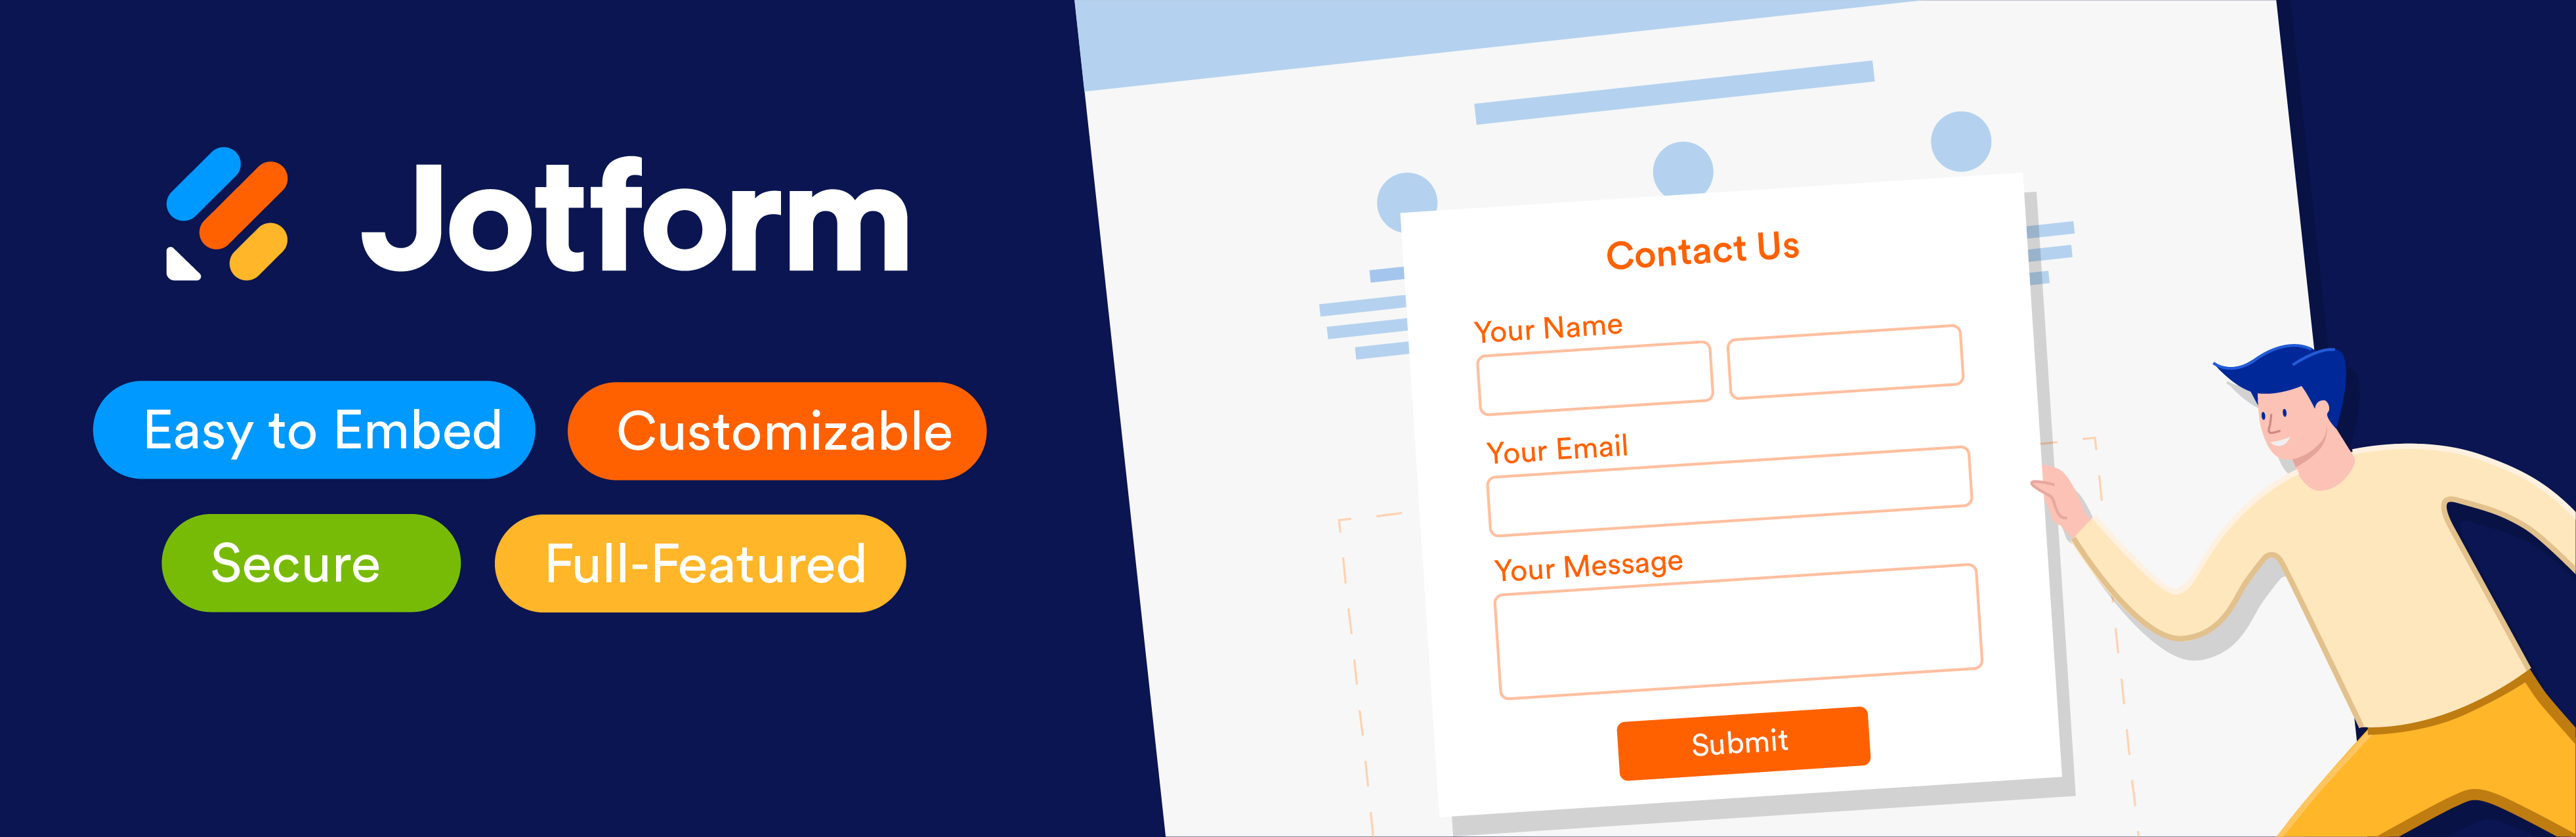 Jotform
Easy to Embed
Customizable
Secure
Full-Featured
Contact Us
Your Name
Your Email
Your Message
Submit